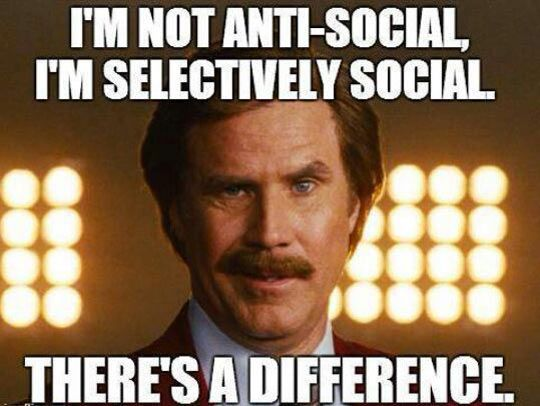 I'M NOT ANTI-SOCIAL,
I'M SELECTIVELY SOCIAL.
THERE'S A DIFFERENCE.